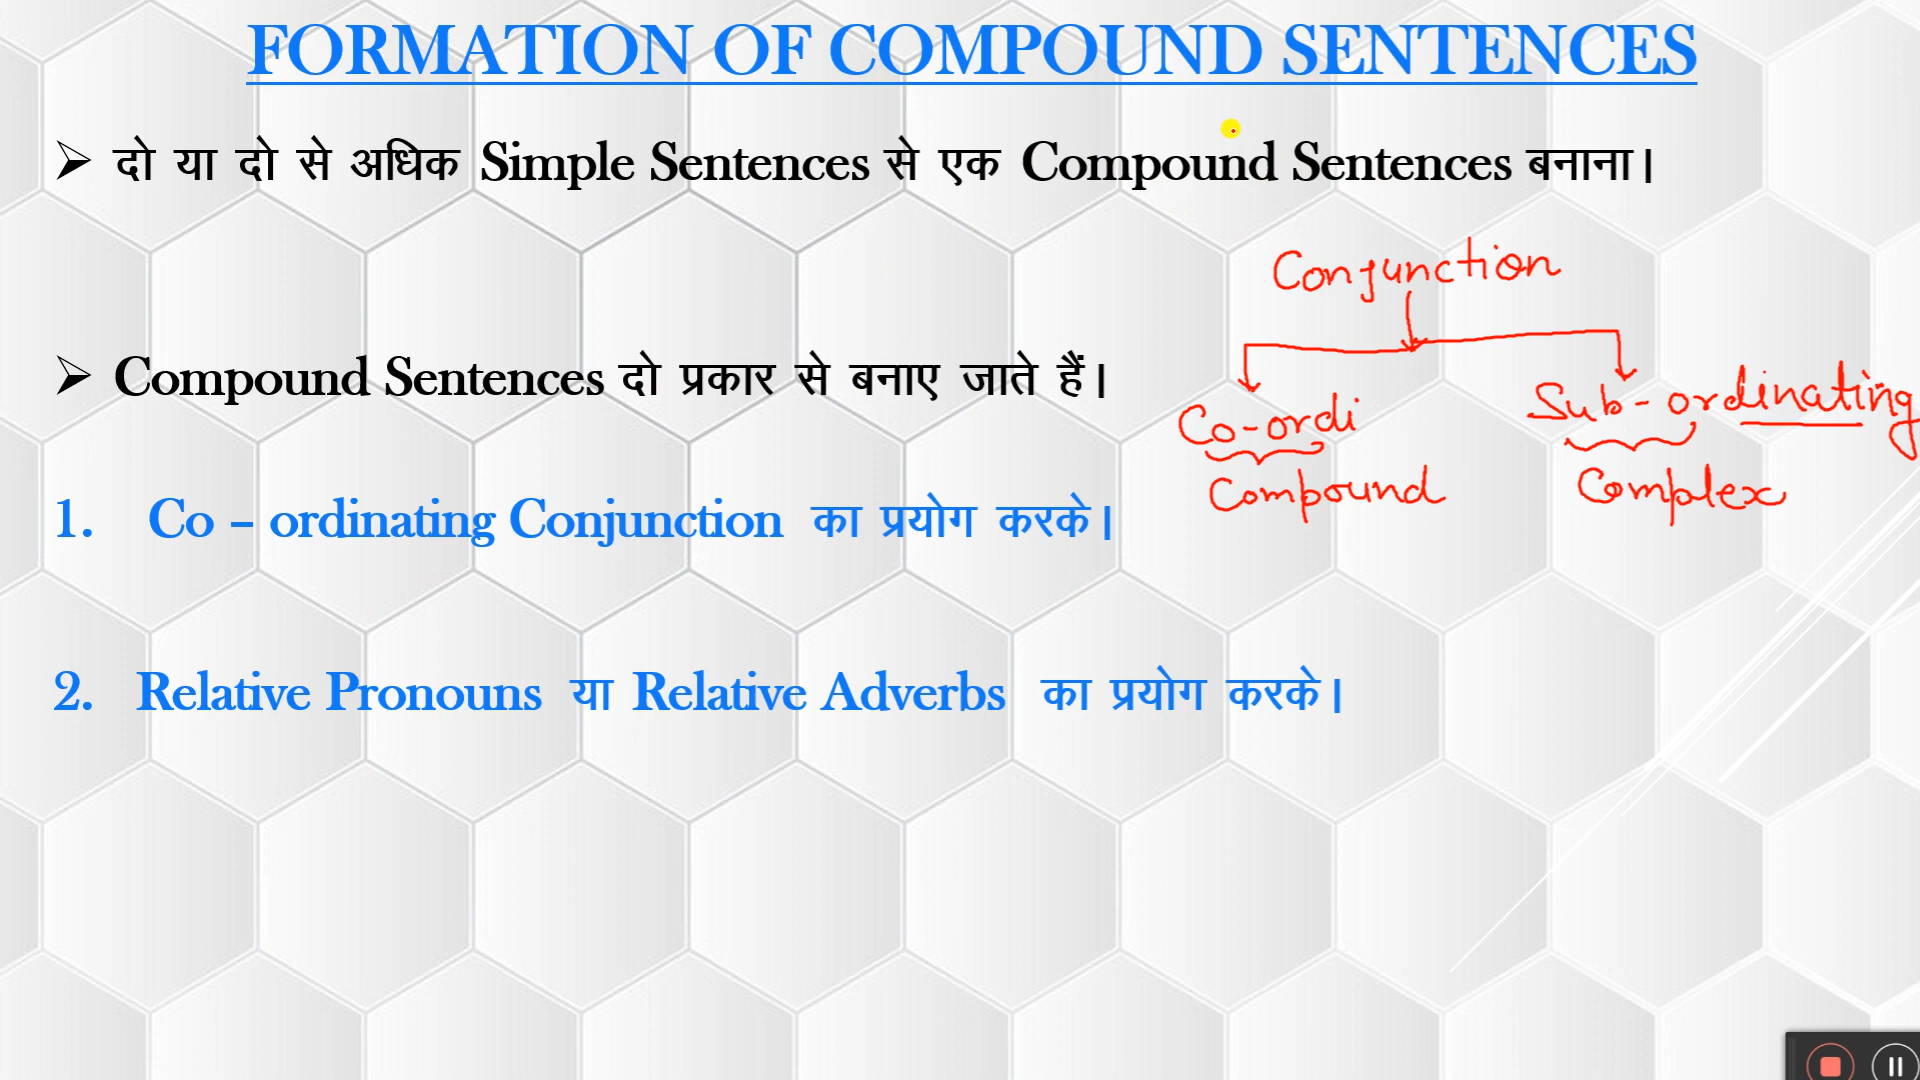 FORMATION OF COMPOUND SENTENCES
➢ दो या दो से अधिक Simple Sentences से एक Compound Sentences बनाना।
Conjunction
➢ Compound Sentences दो प्रकार से बनाए जाते हैं।
Co-ordi
Sub-ordinating
Compound
Complex
1. Co – ordinating Conjunction का प्रयोग करके।
2. Relative Pronouns या Relative Adverbs का प्रयोग करके।